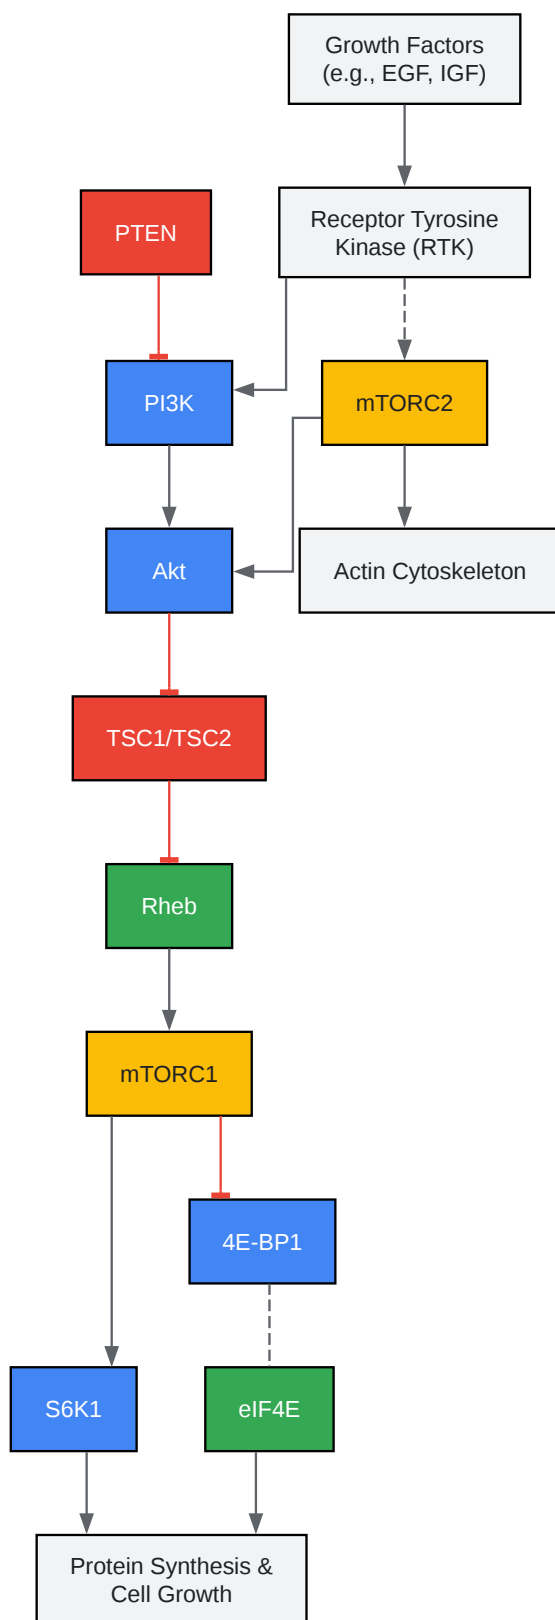 Growth Factors
(e.g., EGF, IGF)
PTEN
Receptor Tyrosine
Kinase (RTK)
PI3K
mTORC2
Akt
Actin Cytoskeleton
TSC1/TSC2
Rheb
mTORC1
4E-BP1
S6K1
eIF4E
Protein Synthesis &
Cell Growth